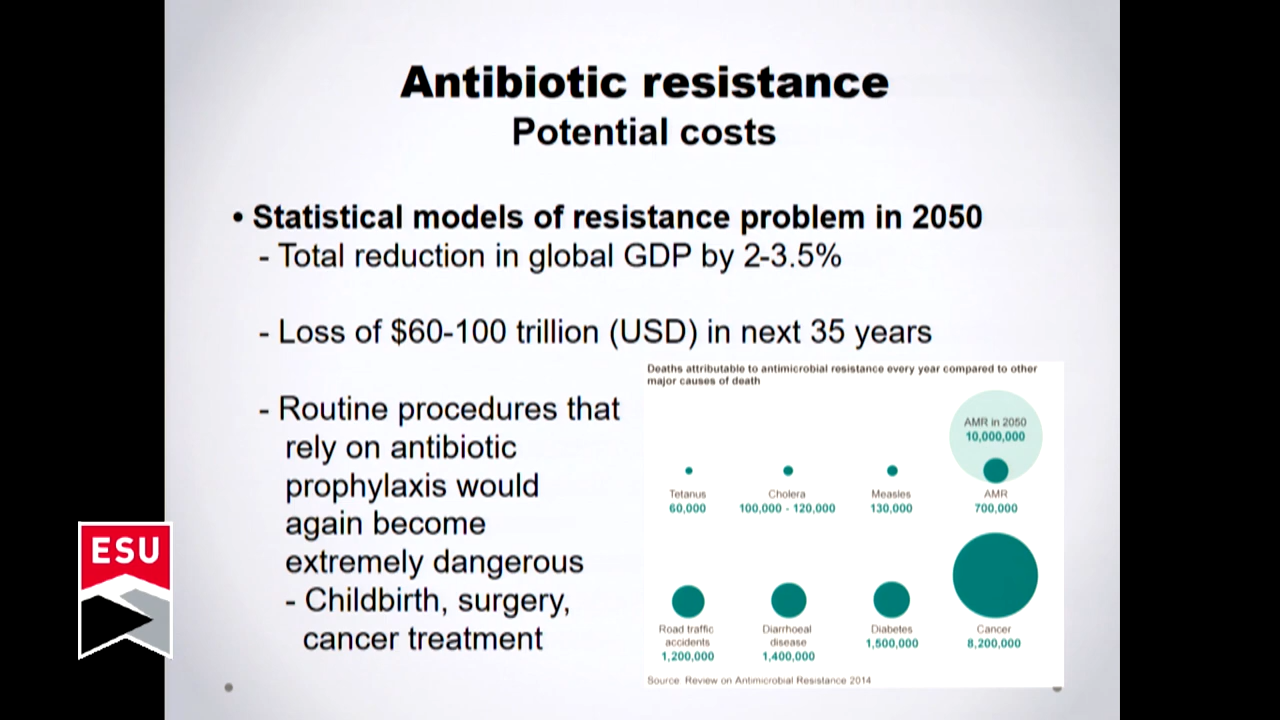 Antibiotic resistance
Potential costs
• Statistical models of resistance problem in 2050
- Total reduction in global GDP by 2-3.5%
- Loss of $60-100 trillion (USD) in next 35 years
- Routine procedures that
rely on antibiotic
prophylaxis would
again become
extremely dangerous
- Childbirth, surgery,
cancer treatment
Deaths attributable to antimicrobial resistance every year compared to other
major causes of death
AMR in 2050
10,000,000
Tetanus
60,000
Cholera
100,000 - 120,000
Measles
130,000
AMR
700,000
Road traffic
accidents
1,200,000
Diarrhoeal
disease
1,400,000
Diabetes
1,500,000
Cancer
8,200,000
Source Review on Antimicrobial Resistance 2014
ESU